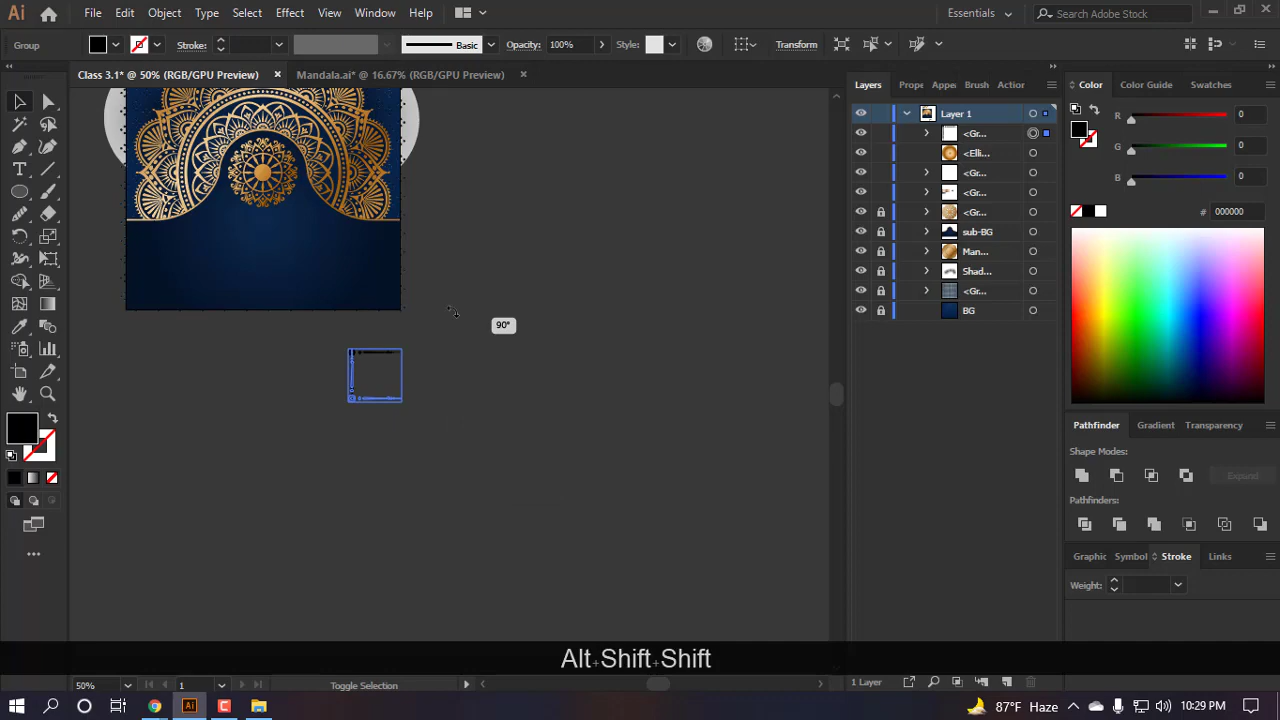 Ai File Edit Object Type Select Effect View Window Help Essentials Search Adobe Stock
Group Stroke: Basic Opacity: 100% Style: Transform
Class 3.1* @ 50% (RGB/GPU Preview) Mandala.ai* @ 16.67% (RGB/GPU Preview)
Layers Prope Appe Brush Action Color Color Guide Swatches
Layer 1
<Gr...
<Elli...
<Gr...
<Gr...
<Gr...
sub-BG
Man...
Shad...
<Gr...
BG
R 0
G 0
B 0
# 000000
90°
Pathfinder Gradient Transparency
Shape Modes:
Expand
Pathfinders:
Graphic Symbol Stroke Links
Weight:
Alt+Shift+Shift
50% 1 Toggle Selection 1 Layer
Ai 87°F Haze 10:29 PM